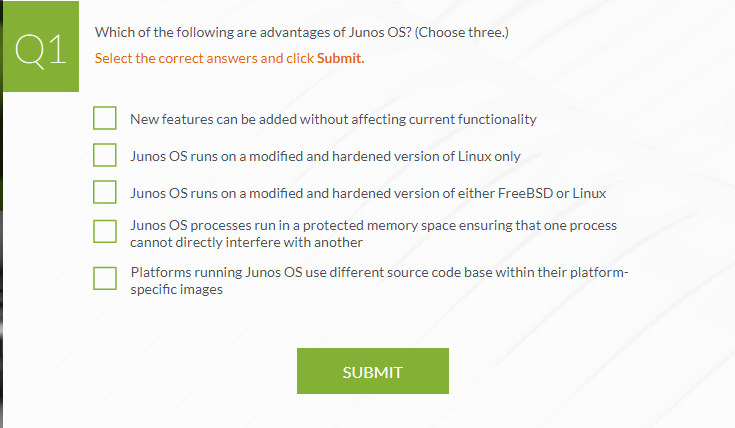 Q1
Which of the following are advantages of Junos OS? (Choose three.)
Select the correct answers and click Submit.
New features can be added without affecting current functionality
Junos OS runs on a modified and hardened version of Linux only
Junos OS runs on a modified and hardened version of either FreeBSD or Linux
Junos OS processes run in a protected memory space ensuring that one process
cannot directly interfere with another
Platforms running Junos OS use different source code base within their platform-
specific images
SUBMIT